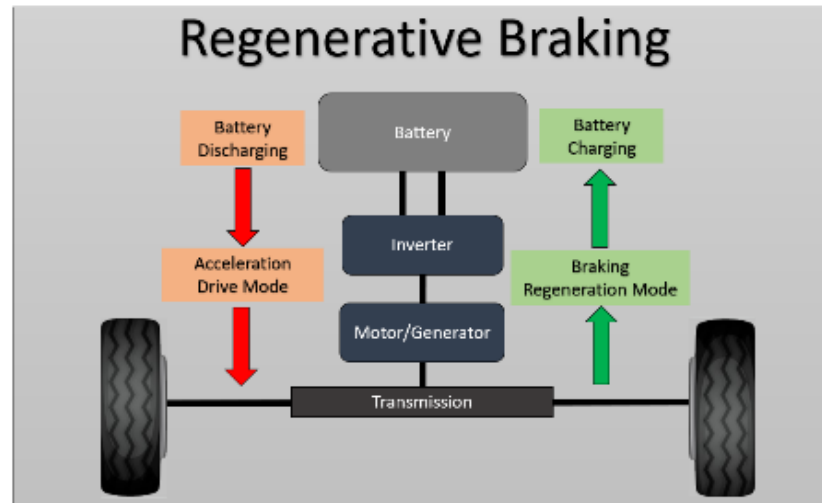 Regenerative Braking
Battery
Discharging
Battery
Battery
Charging
Inverter
Acceleration
Drive Mode
Braking
Regeneration Mode
Motor/Generator
Transmission